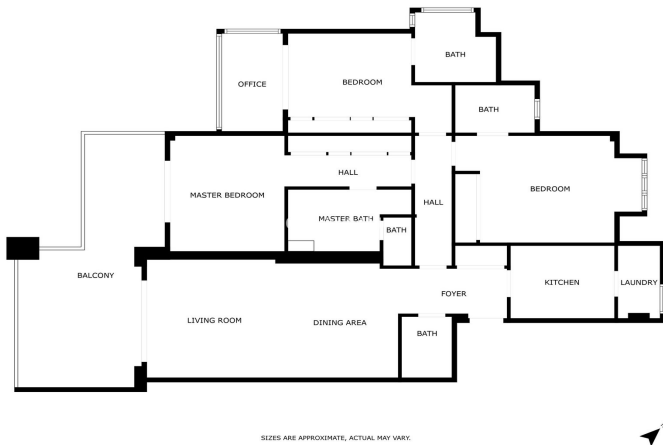 BATH
OFFICE
BEDROOM
BATH
HALL
MASTER BEDROOM
BEDROOM
HALL
MASTER BATH
BATH
BALCONY
KITCHEN
LAUNDRY
FOYER
LIVING ROOM
DINING AREA
BATH
SIZES ARE APPROXIMATE, ACTUAL MAY VARY.